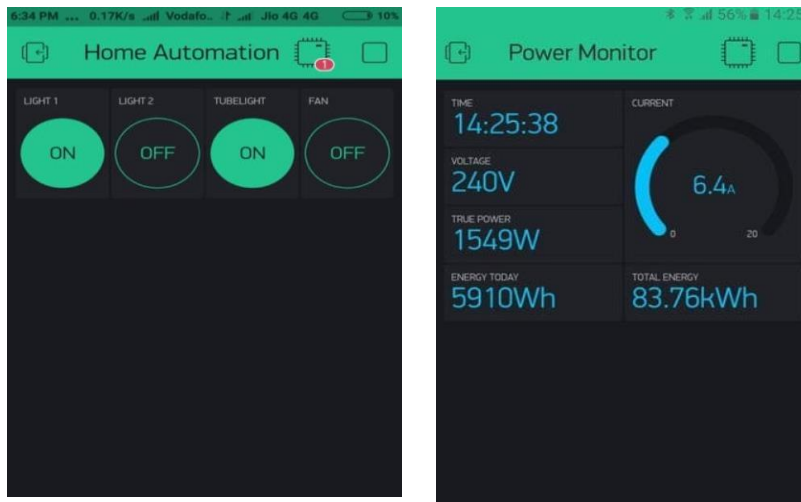 6:34 PM ... 0.17K/s Vodafo.. Jio 4G 4G 10%
Home Automation
1
LIGHT 1 LIGHT 2 TUBELIGHT FAN
ON OFF ON OFF
56% 14:25
Power Monitor
TIME
14:25:38
CURRENT
6.4A
0 20
VOLTAGE
240V
TRUE POWER
1549W
ENERGY TODAY
5910Wh
TOTAL ENERGY
83.76kWh